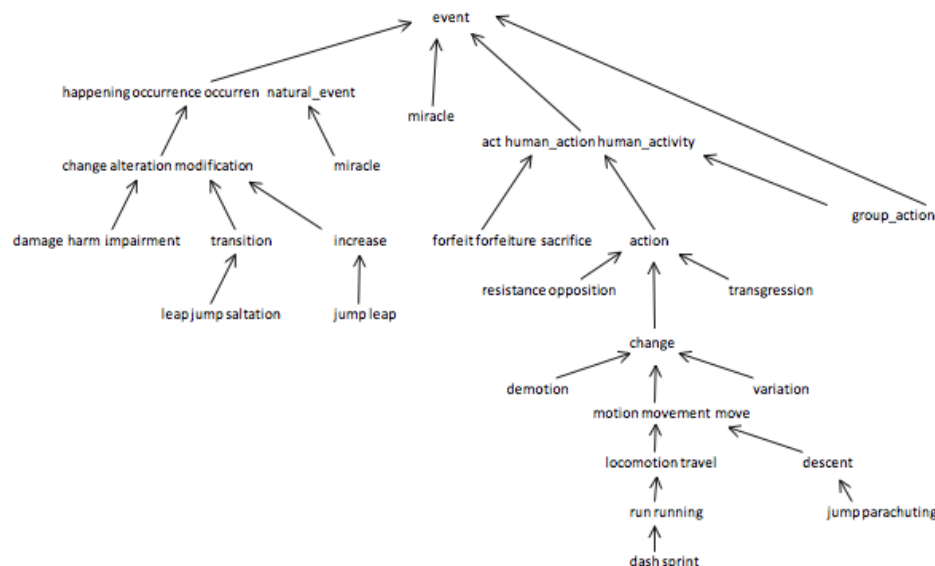 event
happening occurrence occurren natural_event
miracle
act human_action human_activity
change alteration modification
miracle
group_action
damage harm impairment
transition
increase
forfeit forfeiture sacrifice
action
resistance opposition
transgression
leap jump saltation
jump leap
change
demotion
variation
motion movement move
locomotion travel
descent
run running
jump parachuting
dash sprint